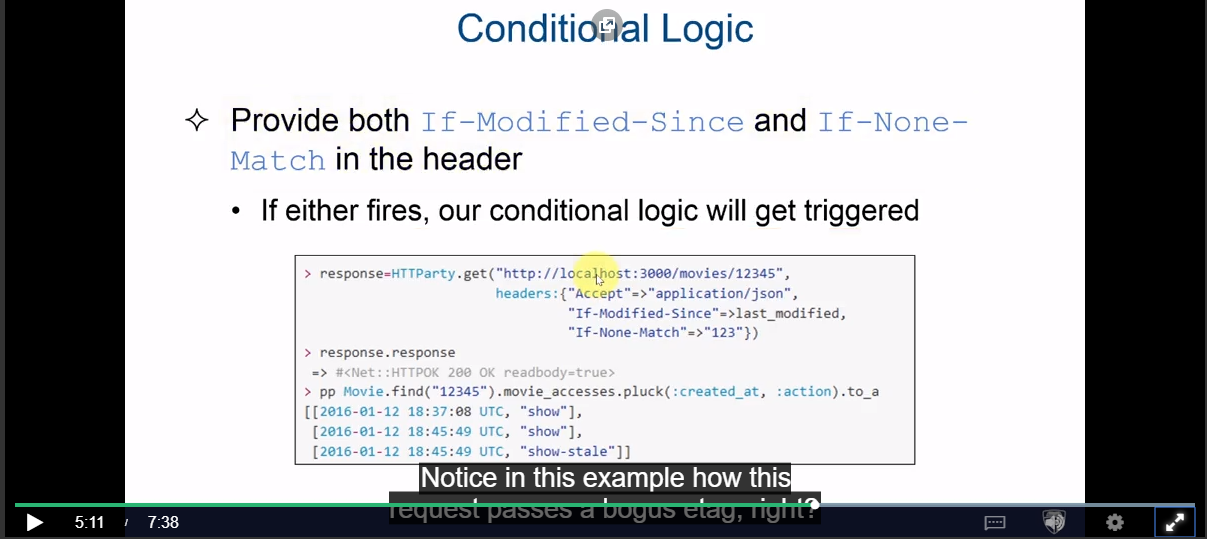 Conditional Logic
✧ Provide both If-Modified-Since and If-None-
Match in the header
• If either fires, our conditional logic will get triggered
> response=HTTParty.get("http://localhost:3000/movies/12345",
headers:{"Accept"=>"application/json",
"If-Modified-Since"=>last_modified,
"If-None-Match"=>"123"})
> response.response
=> #<Net::HTTPOK 200 OK readbody=true>
> pp Movie.find("12345").movie_accesses.pluck(:created_at, :action).to_a
[[2016-01-12 18:37:08 UTC, "show"],
[2016-01-12 18:45:49 UTC, "show"],
[2016-01-12 18:45:49 UTC, "show-stale"]]
Notice in this example how this
request passes a bogus etag, right?
5:11 / 7:38